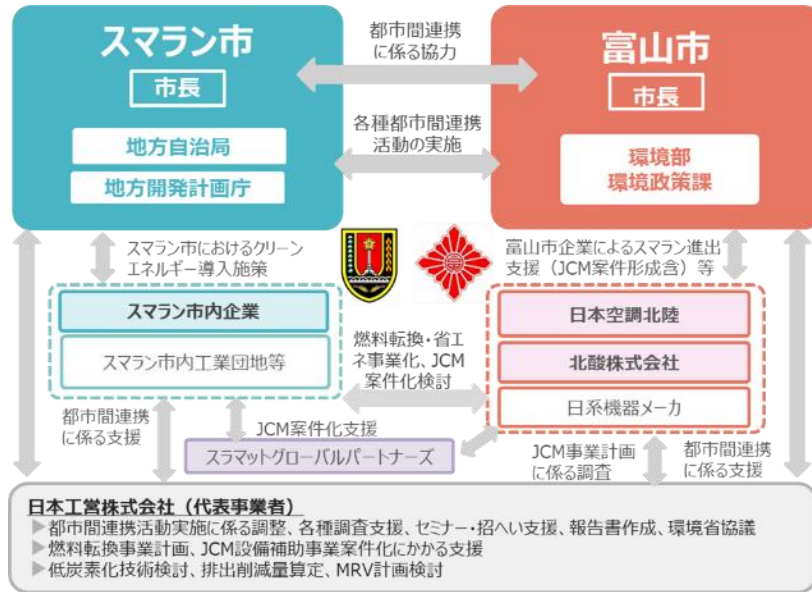 スマラン市
市長
地方自治局
地方開発計画庁
都市間連携
に係る協力
各種都市間連携
活動の実施
富山市
市長
環境部
環境政策課
スマラン市におけるクリーン
エネルギー導入施策
富山市企業によるスマラン進出
支援（JCM案件形成含）等
スマラン市内企業
スマラン市内工業団地等
燃料転換・省エ
ネ事業化、JCM
案件化検討
日本空調北陸
北酸株式会社
日系機器メーカ
都市間連携
に係る支援
JCM案件化支援
スラマットグローバルパートナーズ
JCM事業計画
に係る調査
都市間連携
に係る支援
日本工営株式会社（代表事業者）
▶都市間連携活動実施に係る調整、各種調査支援、セミナー・招へい支援、報告書作成、環境省協議
▶燃料転換事業計画、JCM設備補助事業案件化にかかる支援
▶低炭素化技術検討、排出削減量算定、MRV計画検討